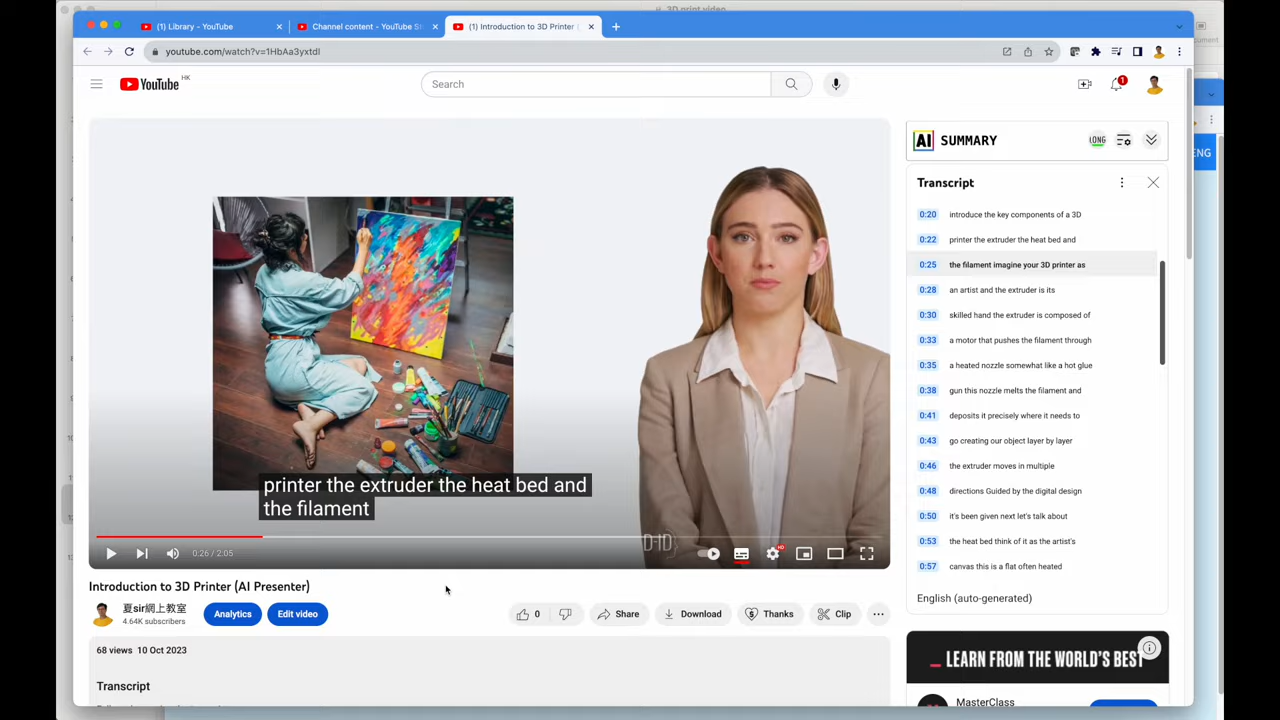 3D print video
(1) Library - YouTube
Channel content - YouTube St
(1) Introduction to 3D Printer (
youtube.com/watch?v=1HbAa3yxtdI
YouTube HK
Search
1
ENG
AI SUMMARY
LONG
Transcript
0:20 introduce the key components of a 3D
0:22 printer the extruder the heat bed and
0:25 the filament imagine your 3D printer as
0:28 an artist and the extruder is its
0:30 skilled hand the extruder is composed of
0:33 a motor that pushes the filament through
0:35 a heated nozzle somewhat like a hot glue
0:38 gun this nozzle melts the filament and
0:41 deposits it precisely where it needs to
0:43 go creating our object layer by layer
0:46 the extruder moves in multiple
0:48 directions Guided by the digital design
0:50 it's been given next let's talk about
0:53 the heat bed think of it as the artist's
0:57 canvas this is a flat often heated
English (auto-generated)
printer the extruder the heat bed and
the filament
D-ID
0:26 / 2:05
HD
Introduction to 3D Printer (AI Presenter)
夏sir網上教室
4.64K subscribers
Analytics
Edit video
0
Share
Download
Thanks
Clip
68 views 10 Oct 2023
Transcript
LEARN FROM THE WORLD'S BEST
MasterClass